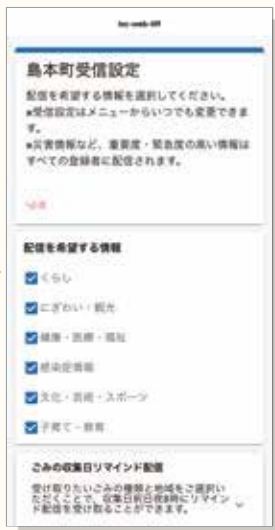 島本町受信設定
配信を希望する情報を選択してください。
※受信設定はメニューからいつでも変更できま
す。
※災害情報など、重要度・緊急度の高い情報は
すべての登録者に配信されます。
配信を希望する情報
くらし
にぎわい・観光
健康・医療・福祉
感染症情報
文化・芸術・スポーツ
子育て・教育
ごみの収集日リマインド配信
受け取りたいごみの種類と地域をご選択い
ただくことで、収集日前日夜8時にリマイン
ド配信を受け取ることができます。